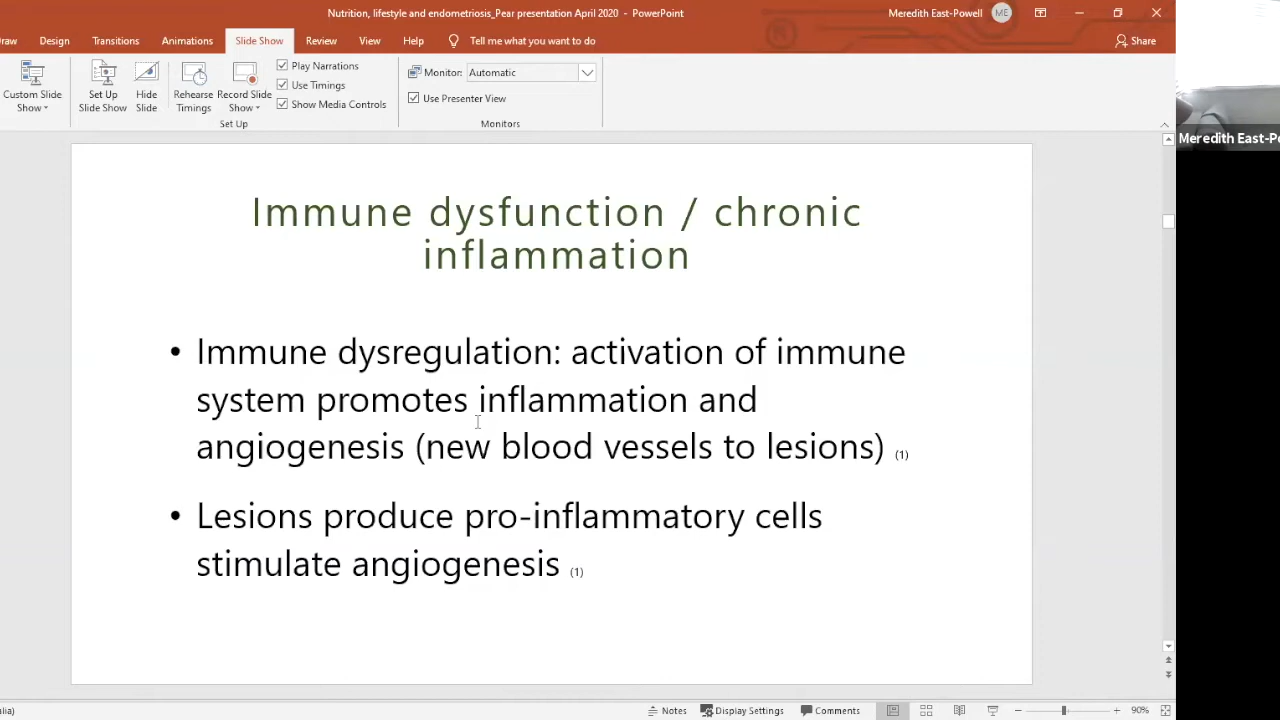 Nutrition, lifestyle and endometriosis_Pear presentation April 2020 - PowerPoint
Meredith East-Powell ME
Design Transitions Animations Slide Show Review View Help Tell me what you want to do Share
Custom Slide Show
Set Up Slide Show
Hide Slide
Rehearse Timings
Record Slide Show
Play Narrations
Use Timings
Show Media Controls
Set Up
Monitor: Automatic
Use Presenter View
Monitors
Meredith East-P
Immune dysfunction / chronic
inflammation
• Immune dysregulation: activation of immune
system promotes inflammation and
angiogenesis (new blood vessels to lesions) (1)
• Lesions produce pro-inflammatory cells
stimulate angiogenesis (1)
Notes Display Settings Comments 90%